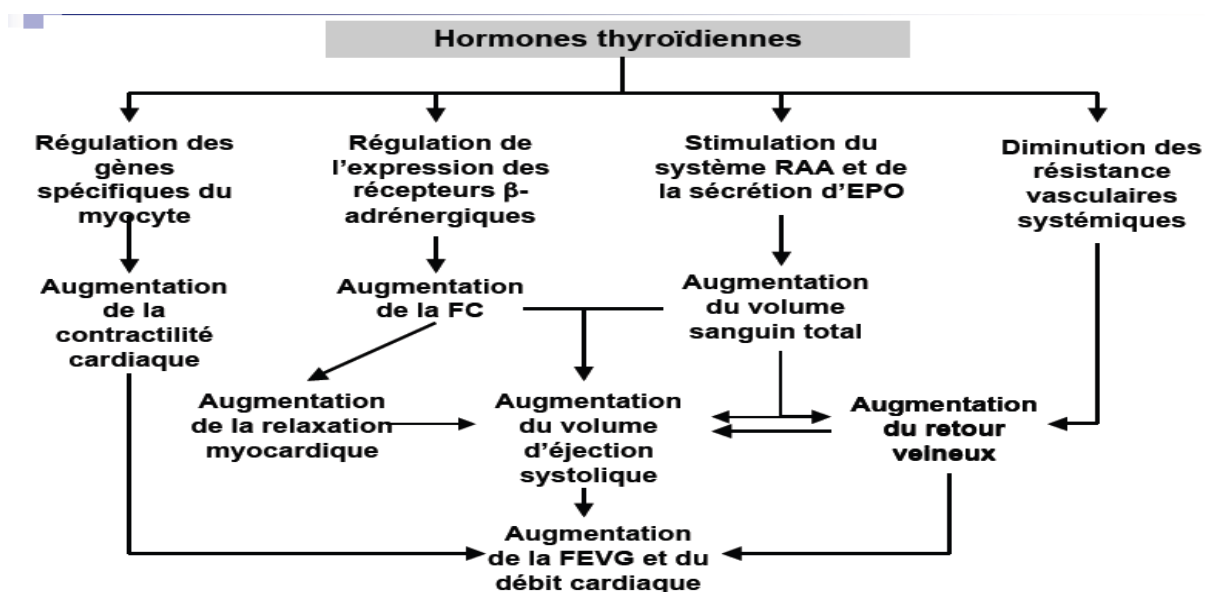 Hormones thyroïdiennes
Régulation des
gènes
spécifiques du
myocyte
Régulation de
l'expression des
récepteurs β-
adrénergiques
Stimulation du
système RAA et de
la sécrétion d'EPO
Diminution des
résistance
vasculaires
systémiques
Augmentation
de la
contractilité
cardiaque
Augmentation
de la FC
Augmentation
du volume
sanguin total
Augmentation
de la relaxation
myocardique
Augmentation
du volume
d'éjection
systolique
Augmentation
du retour
veineux
Augmentation
de la FEVG et du
débit cardiaque